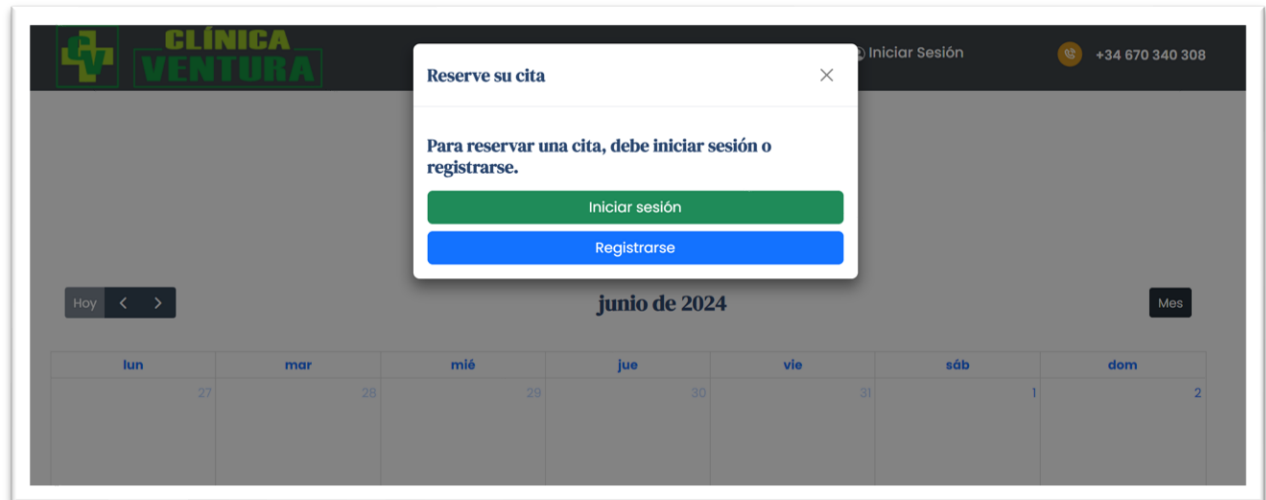 CV
CLÍNICA
VENTURA
Iniciar Sesión
+34 670 340 308
Reserve su cita
Para reservar una cita, debe iniciar sesión o
registrarse.
Iniciar sesión
Registrarse
Hoy
junio de 2024
Mes
lun mar mié jue vie sáb dom
27 28 29 30 31 1 2